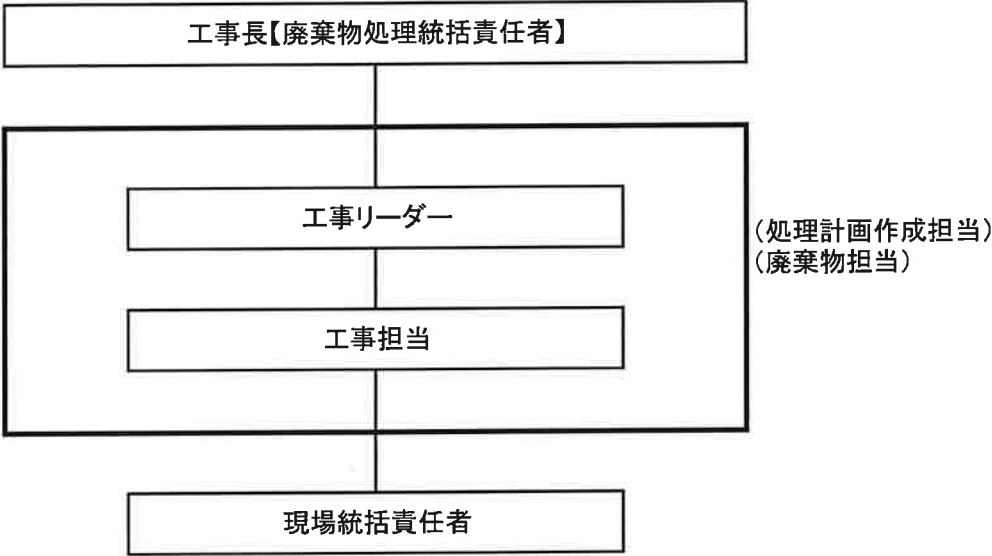 工事長【廃棄物処理統括責任者】
工事リーダー
(処理計画作成担当)
(廃棄物担当)
工事担当
現場統括責任者